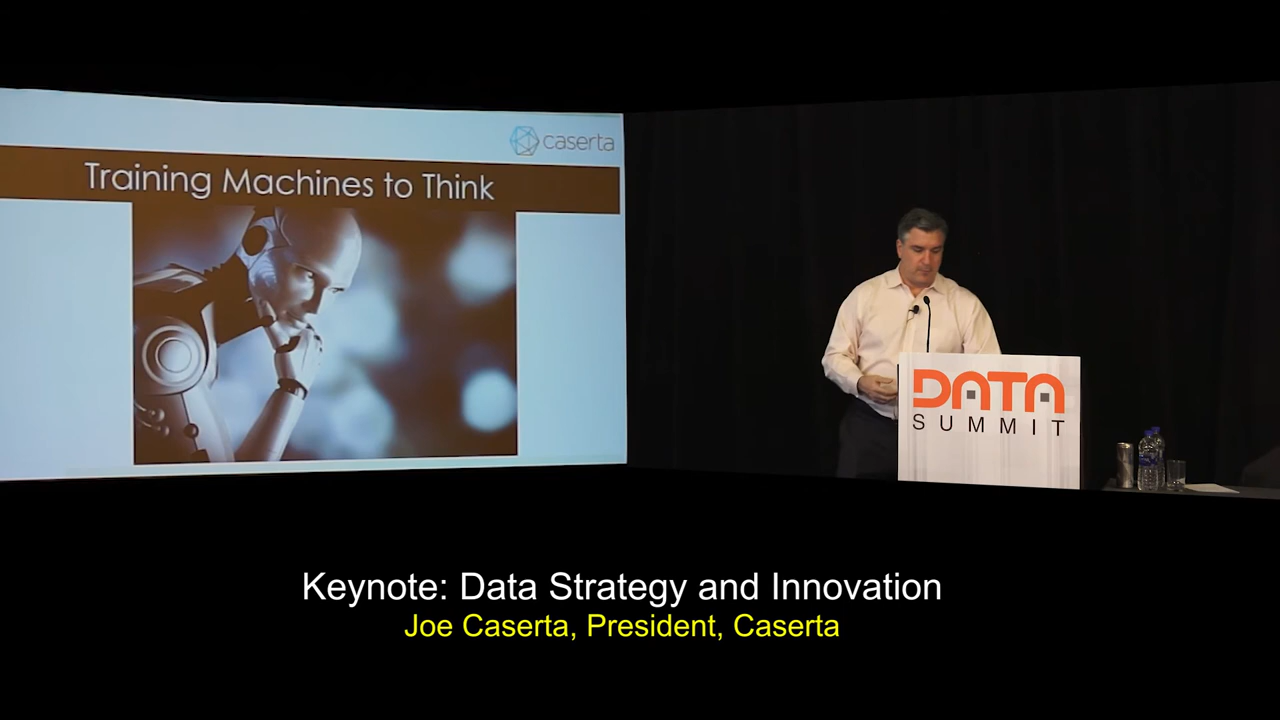 caserta
Training Machines to Think
DATA
SUMMIT
Keynote: Data Strategy and Innovation
Joe Caserta, President, Caserta